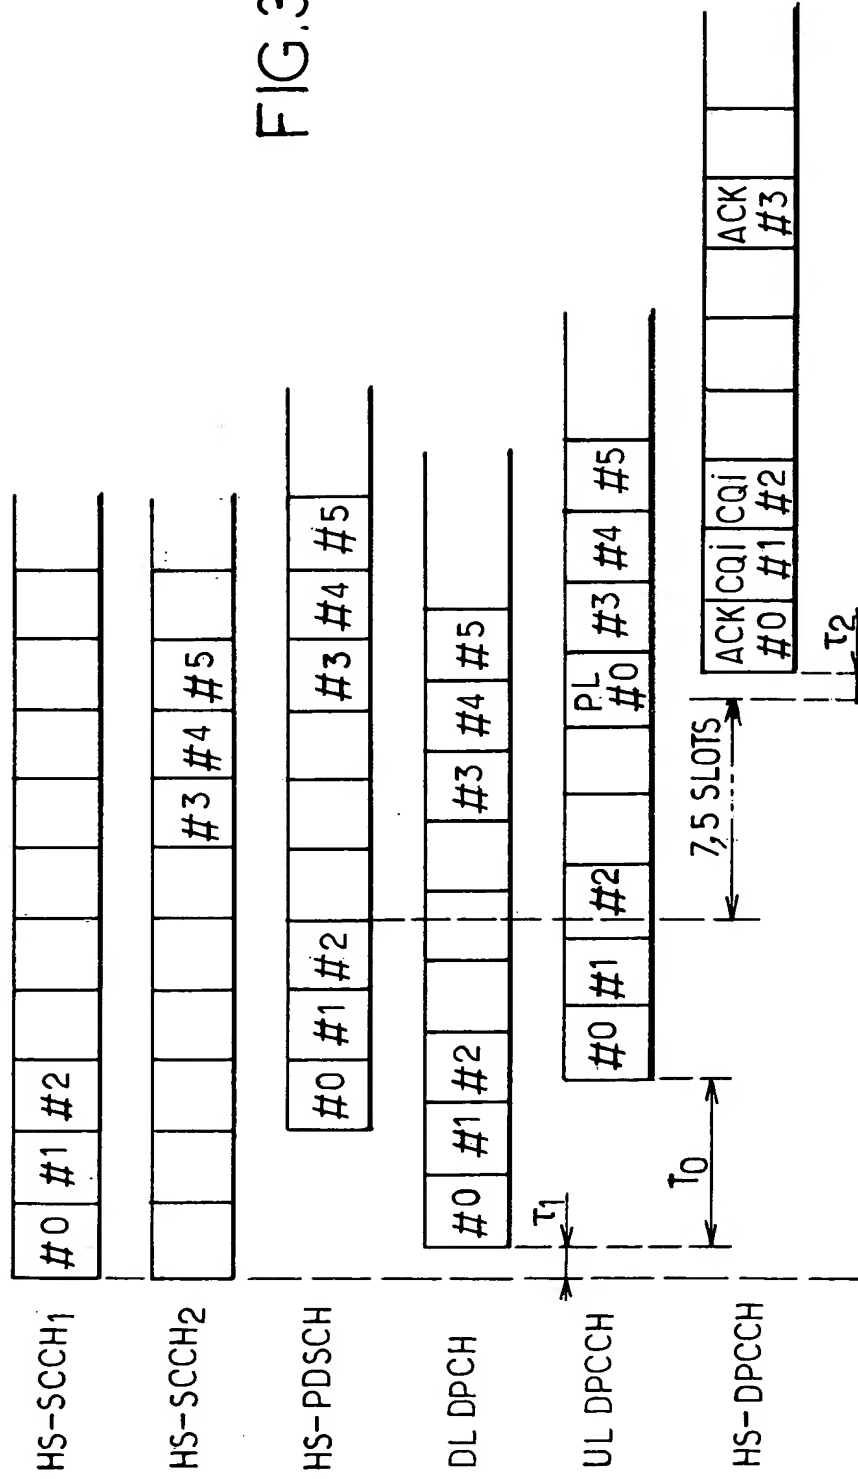 FIG.3
HS-SCCH1
#0 #1 #2
HS-SCCH2
#3 #4 #5
HS-PDSCH
#0 #1 #2 #3 #4 #5
DL DPCH
#0 #1 #2 #3 #4 #5
τ1
UL DPCCH
#0 #1 #2 PL #0 #3 #4 #5
T0
7,5 SLOTS
HS-DPCCH
ACK #0 CQi #1 CQi #2 ACK #3
τ2